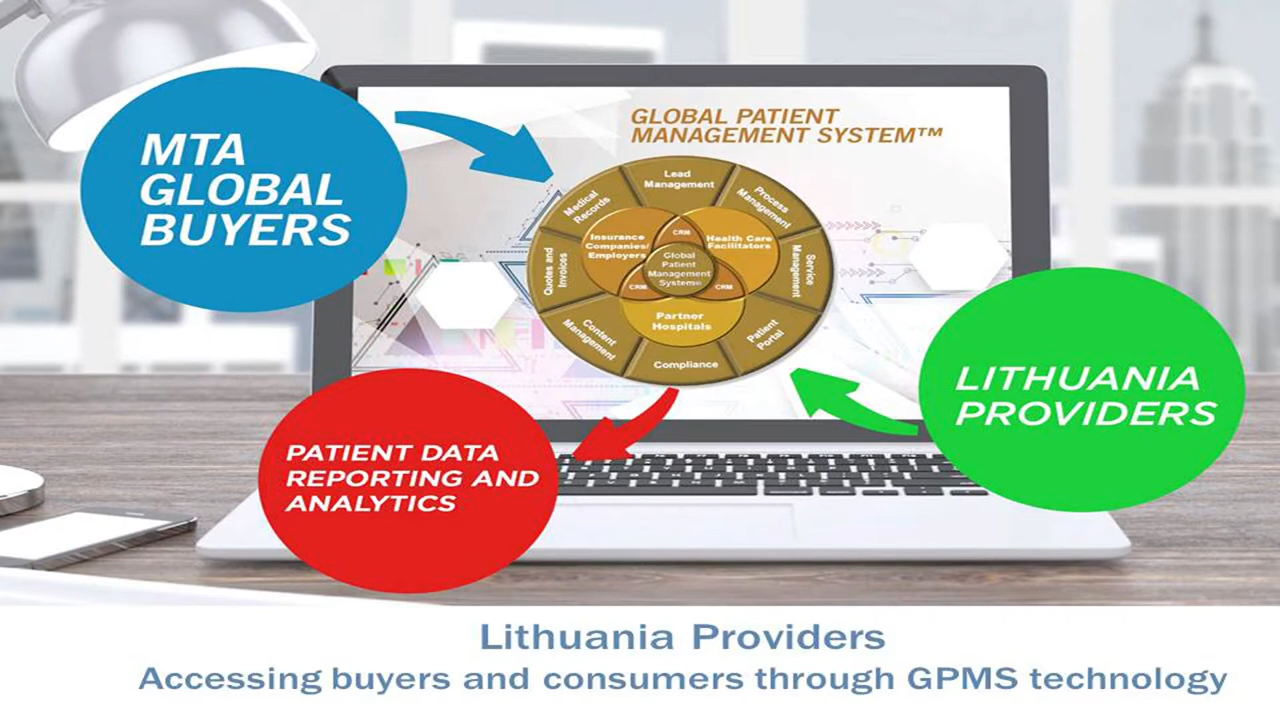 MTA
GLOBAL
BUYERS
GLOBAL PATIENT
MANAGEMENT SYSTEM™
Lead
Management
Process
Management
Service
Management
Patient
Portal
Compliance
Content
Management
Quotes and
Invoices
Medical
Records
Insurance
Companies/
Employers
CRM
Health Care
Facilitators
Global
Patient
Management
System®
CRM
CRM
Partner
Hospitals
LITHUANIA
PROVIDERS
PATIENT DATA
REPORTING AND
ANALYTICS
Lithuania Providers
Accessing buyers and consumers through GPMS technology